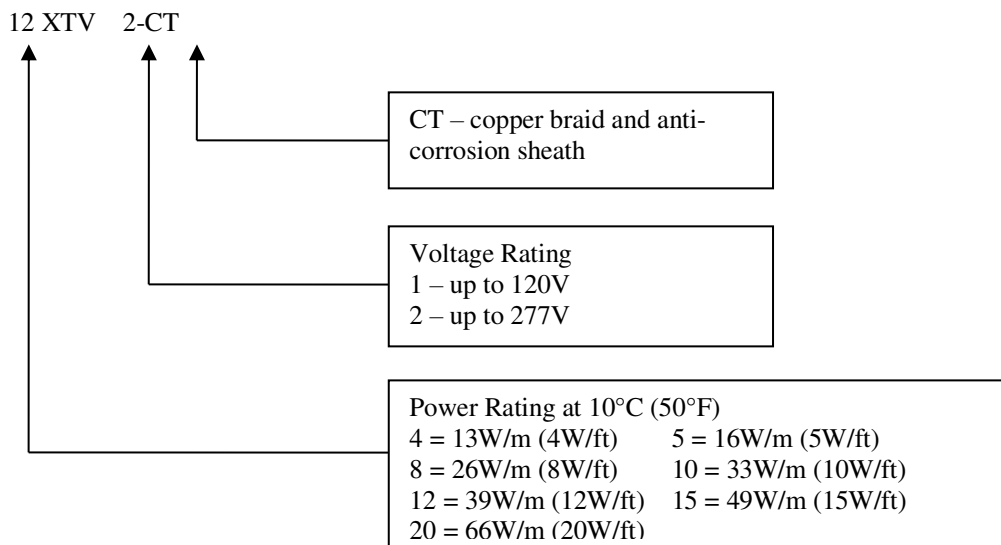 12 XTV 2-CT
CT – copper braid and anti-
corrosion sheath
Voltage Rating
1 – up to 120V
2 – up to 277V
Power Rating at 10°C (50°F)
4 = 13W/m (4W/ft) 5 = 16W/m (5W/ft)
8 = 26W/m (8W/ft) 10 = 33W/m (10W/ft)
12 = 39W/m (12W/ft) 15 = 49W/m (15W/ft)
20 = 66W/m (20W/ft)